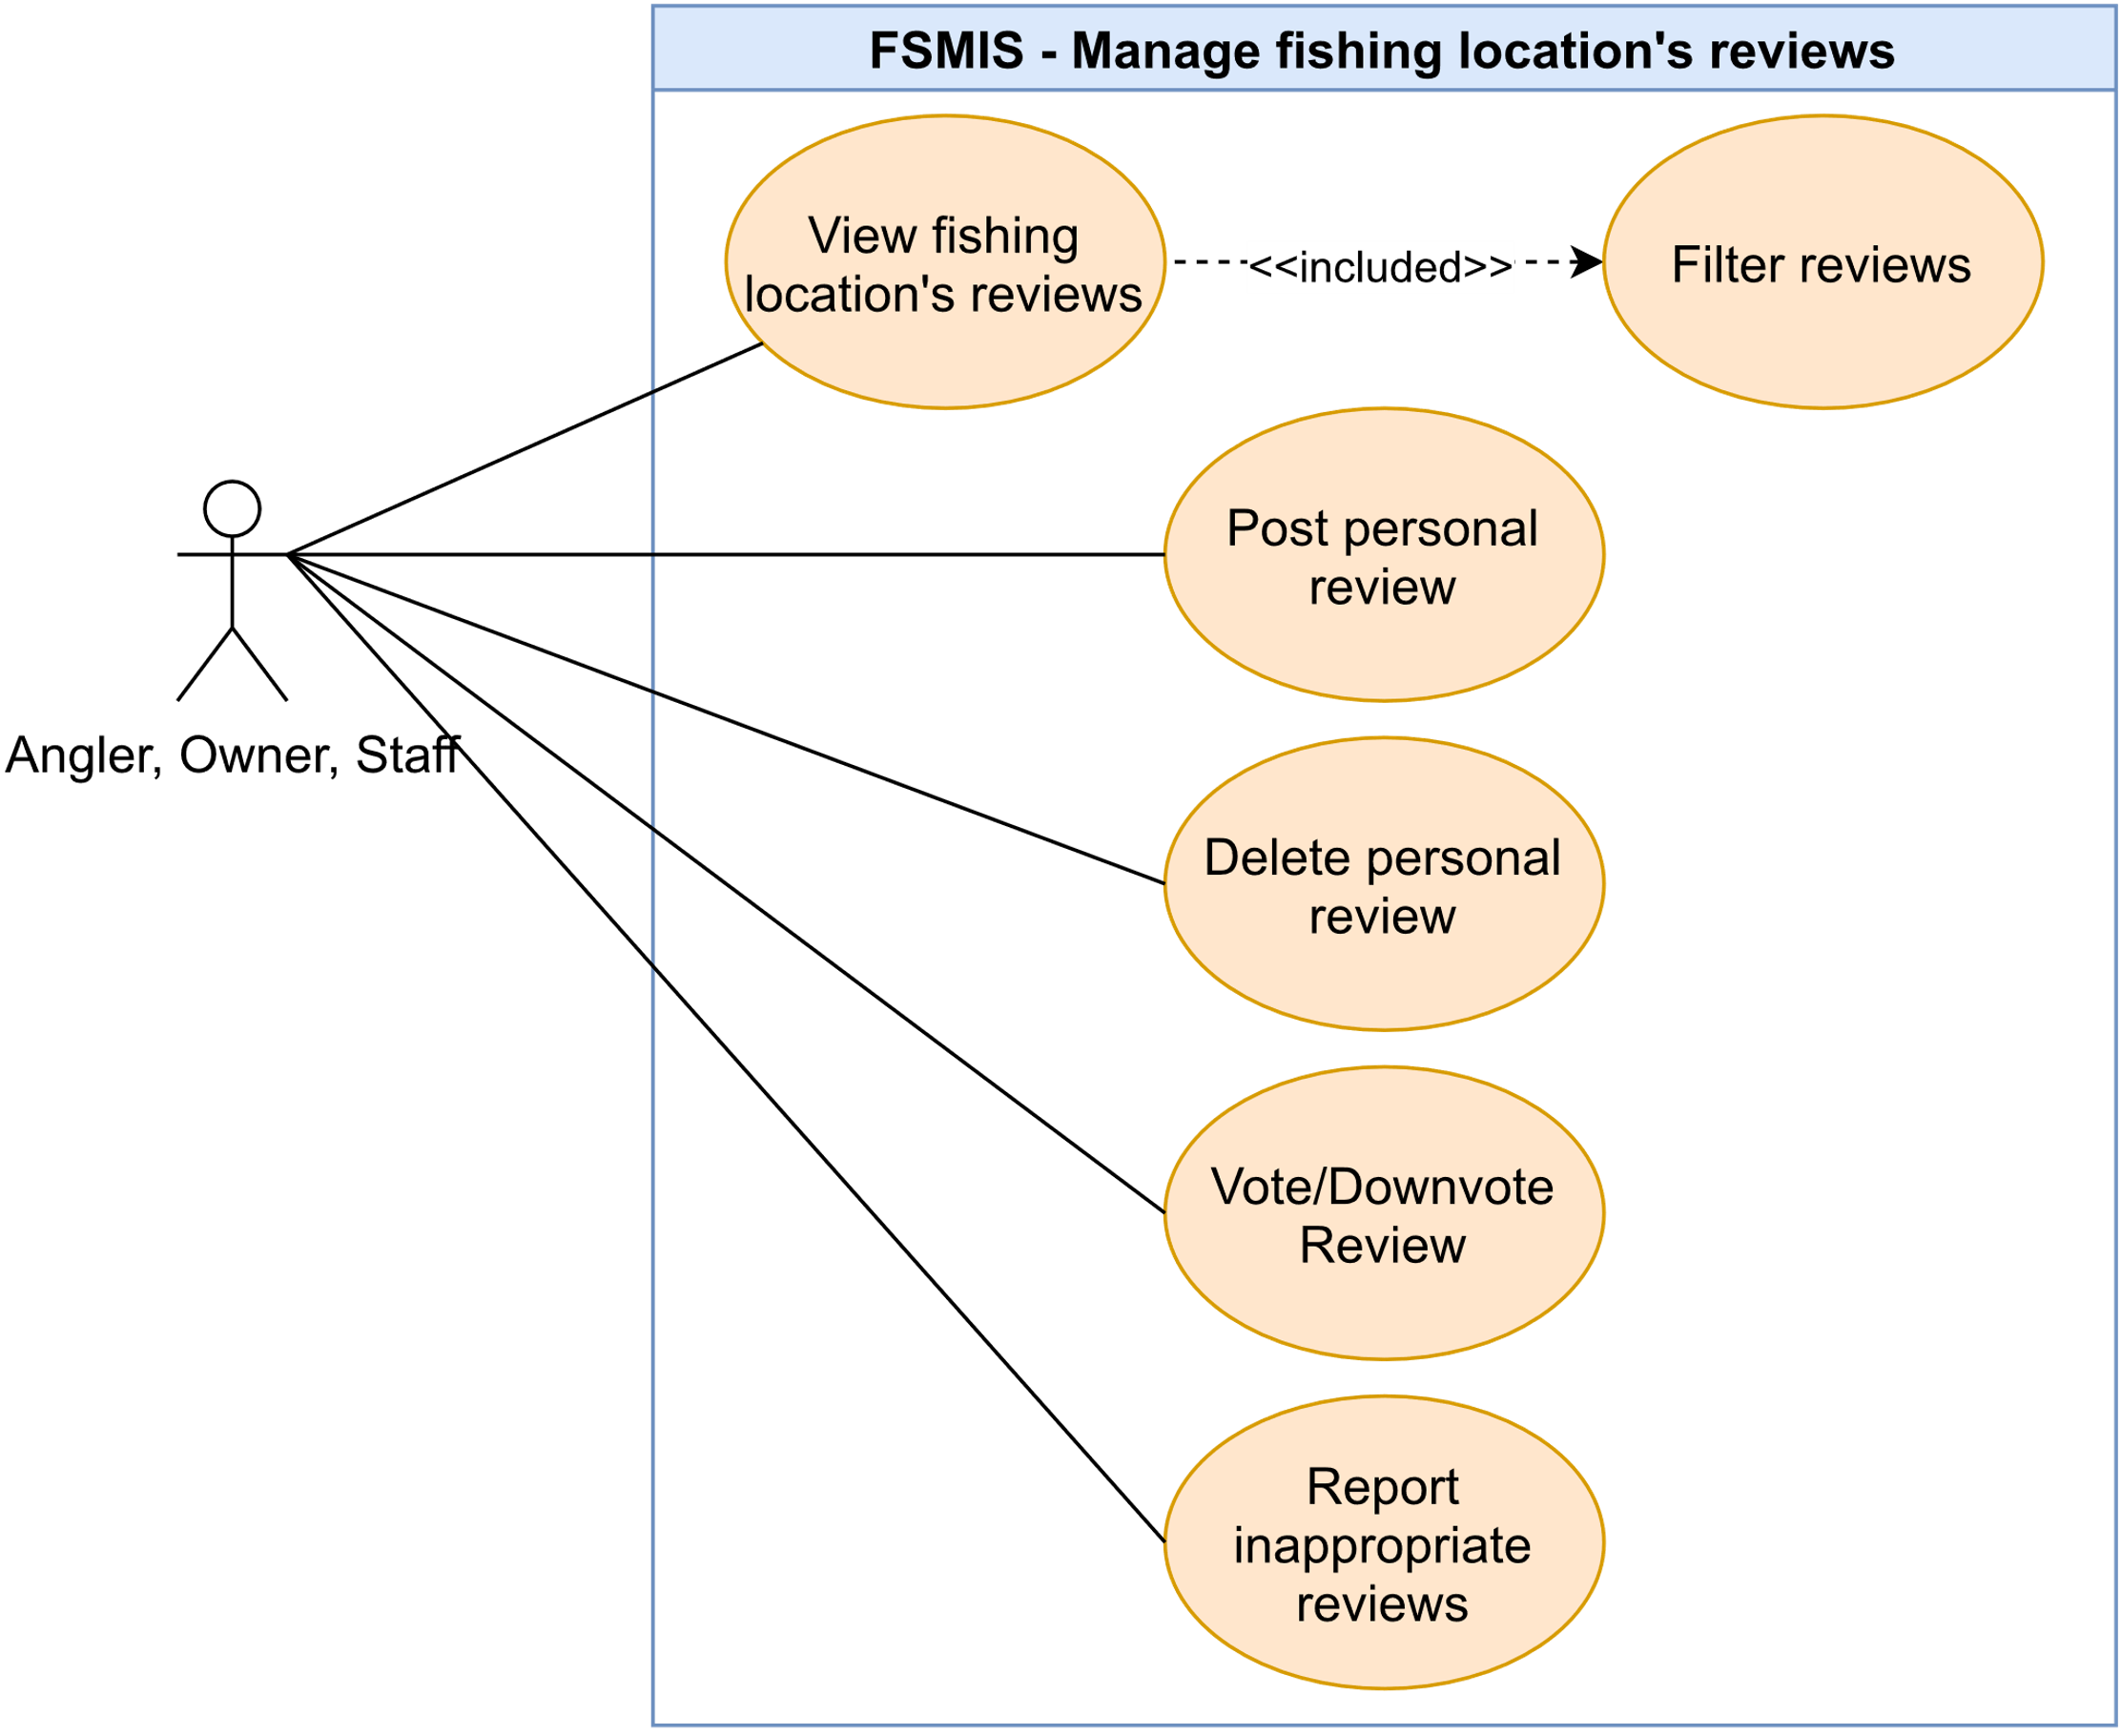 FSMIS - Manage fishing location's reviews
View fishing
location's reviews
<<included>>
Filter reviews
Post personal
review
Angler, Owner, Staff
Delete personal
review
Vote/Downvote
Review
Report
inappropriate
reviews